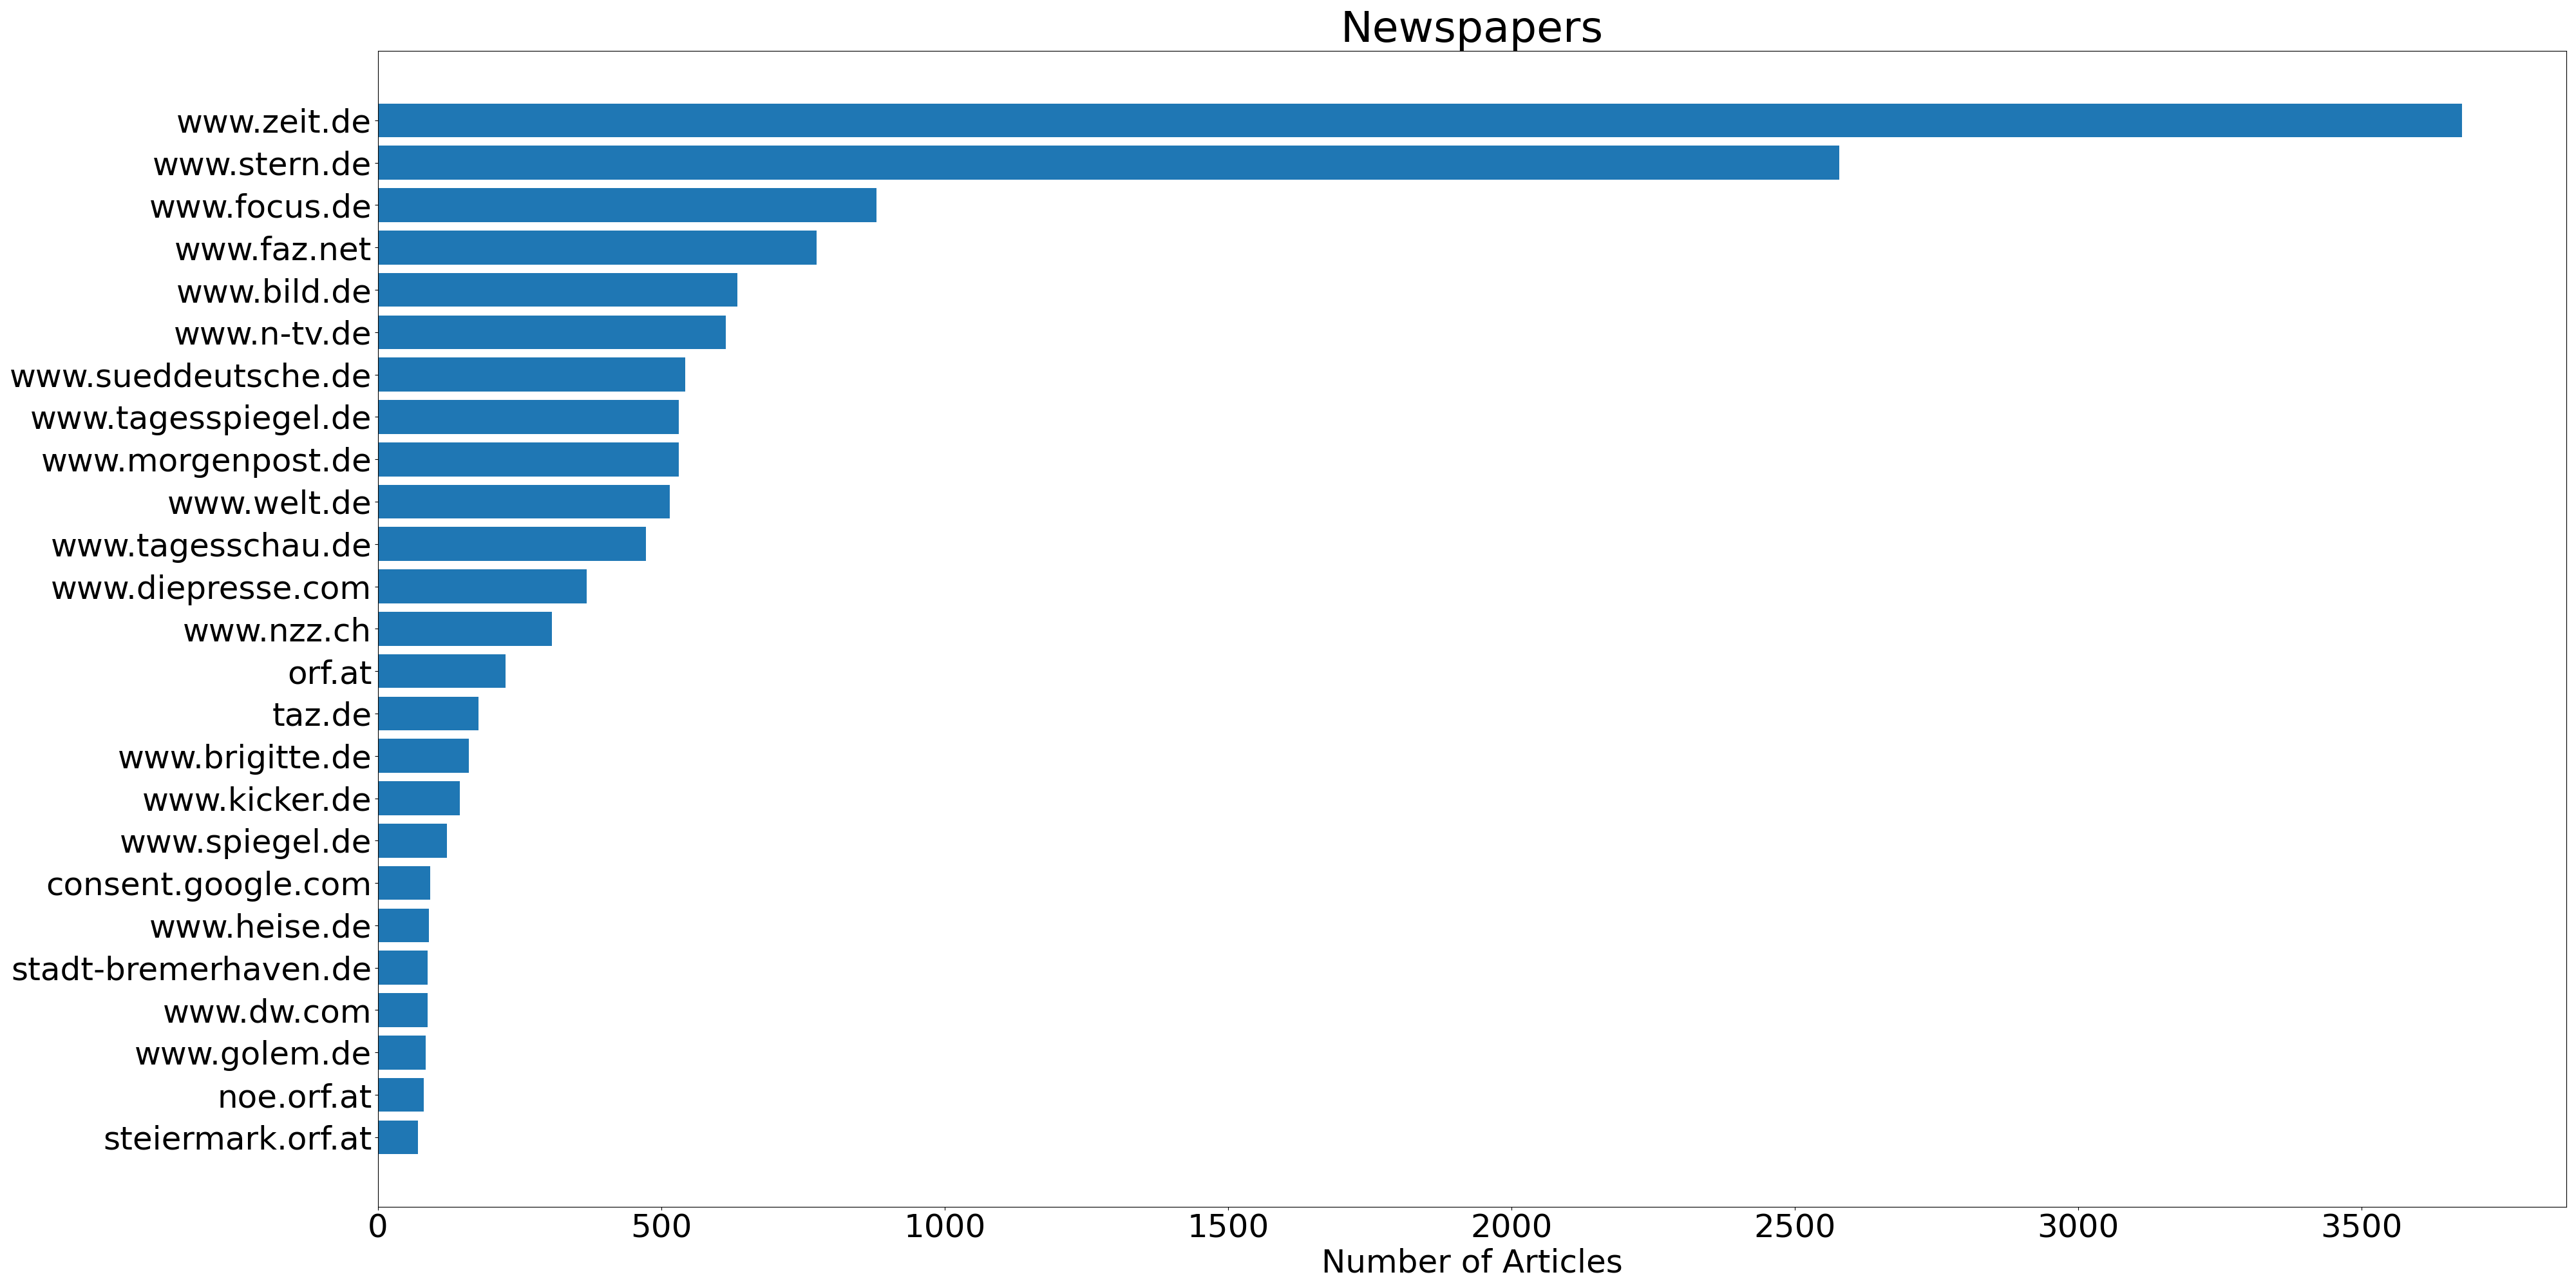 Newspapers
www.zeit.de
www.stern.de
www.focus.de
www.faz.net
www.bild.de
www.n-tv.de
www.sueddeutsche.de
www.tagesspiegel.de
www.morgenpost.de
www.welt.de
www.tagesschau.de
www.diepresse.com
www.nzz.ch
orf.at
taz.de
www.brigitte.de
www.kicker.de
www.spiegel.de
consent.google.com
www.heise.de
stadt-bremerhaven.de
www.dw.com
www.golem.de
noe.orf.at
steiermark.orf.at
0 500 1000 1500 2000 2500 3000 3500
Number of Articles